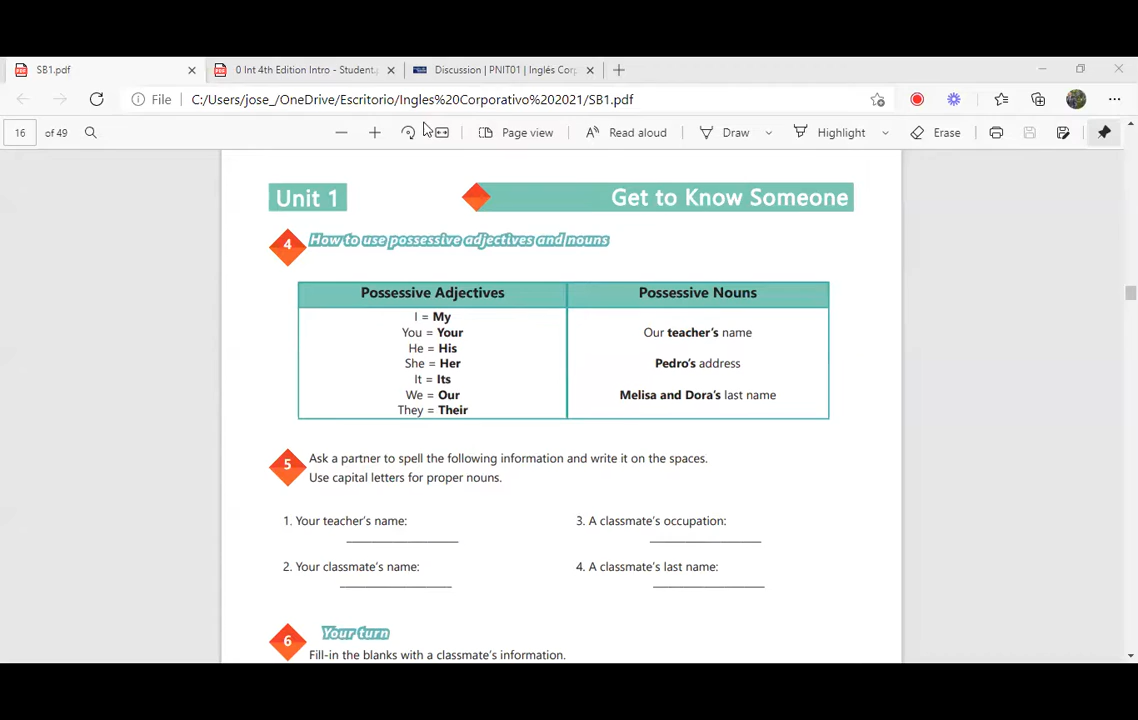 SB1.pdf
0 Int 4th Edition Intro - Student.
Discussion | PNIT01 | Inglés Corp
File
C:/Users/jose_/OneDrive/Escritorio/Ingles%20Corporativo%202021/SB1.pdf
16
of 49
Page view
Read aloud
Draw
Highlight
Erase
Unit 1
Get to Know Someone
4
How to use possessive adjectives and nouns
Possessive Adjectives
I = My
You = Your
He = His
She = Her
It = Its
We = Our
They = Their
Possessive Nouns
Our teacher's name
Pedro's address
Melisa and Dora's last name
5
Ask a partner to spell the following information and write it on the spaces.
Use capital letters for proper nouns.
1. Your teacher's name:
2. Your classmate's name:
3. A classmate's occupation:
4. A classmate's last name:
6
Your turn
Fill-in the blanks with a classmate's information.